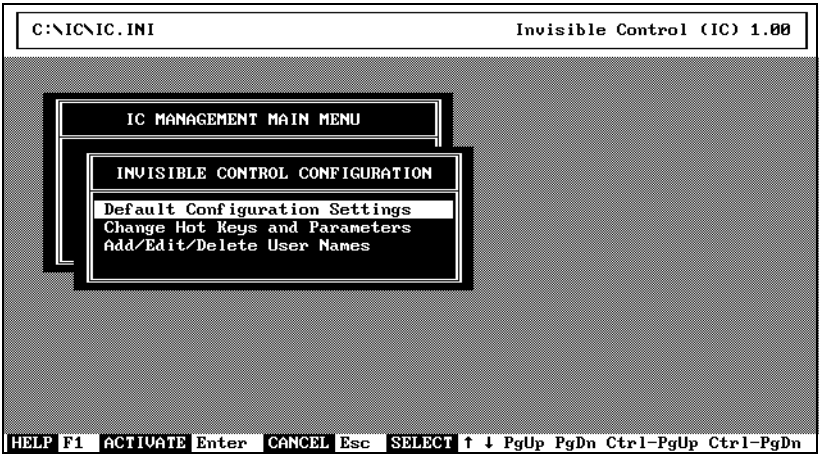 C:\IC\IC.INI Invisible Control (IC) 1.00
IC MANAGEMENT MAIN MENU
INVISIBLE CONTROL CONFIGURATION
Default Configuration Settings
Change Hot Keys and Parameters
Add/Edit/Delete User Names
HELP F1 ACTIVATE Enter CANCEL Esc SELECT ↑ ↓ PgUp PgDn Ctrl-PgUp Ctrl-PgDn